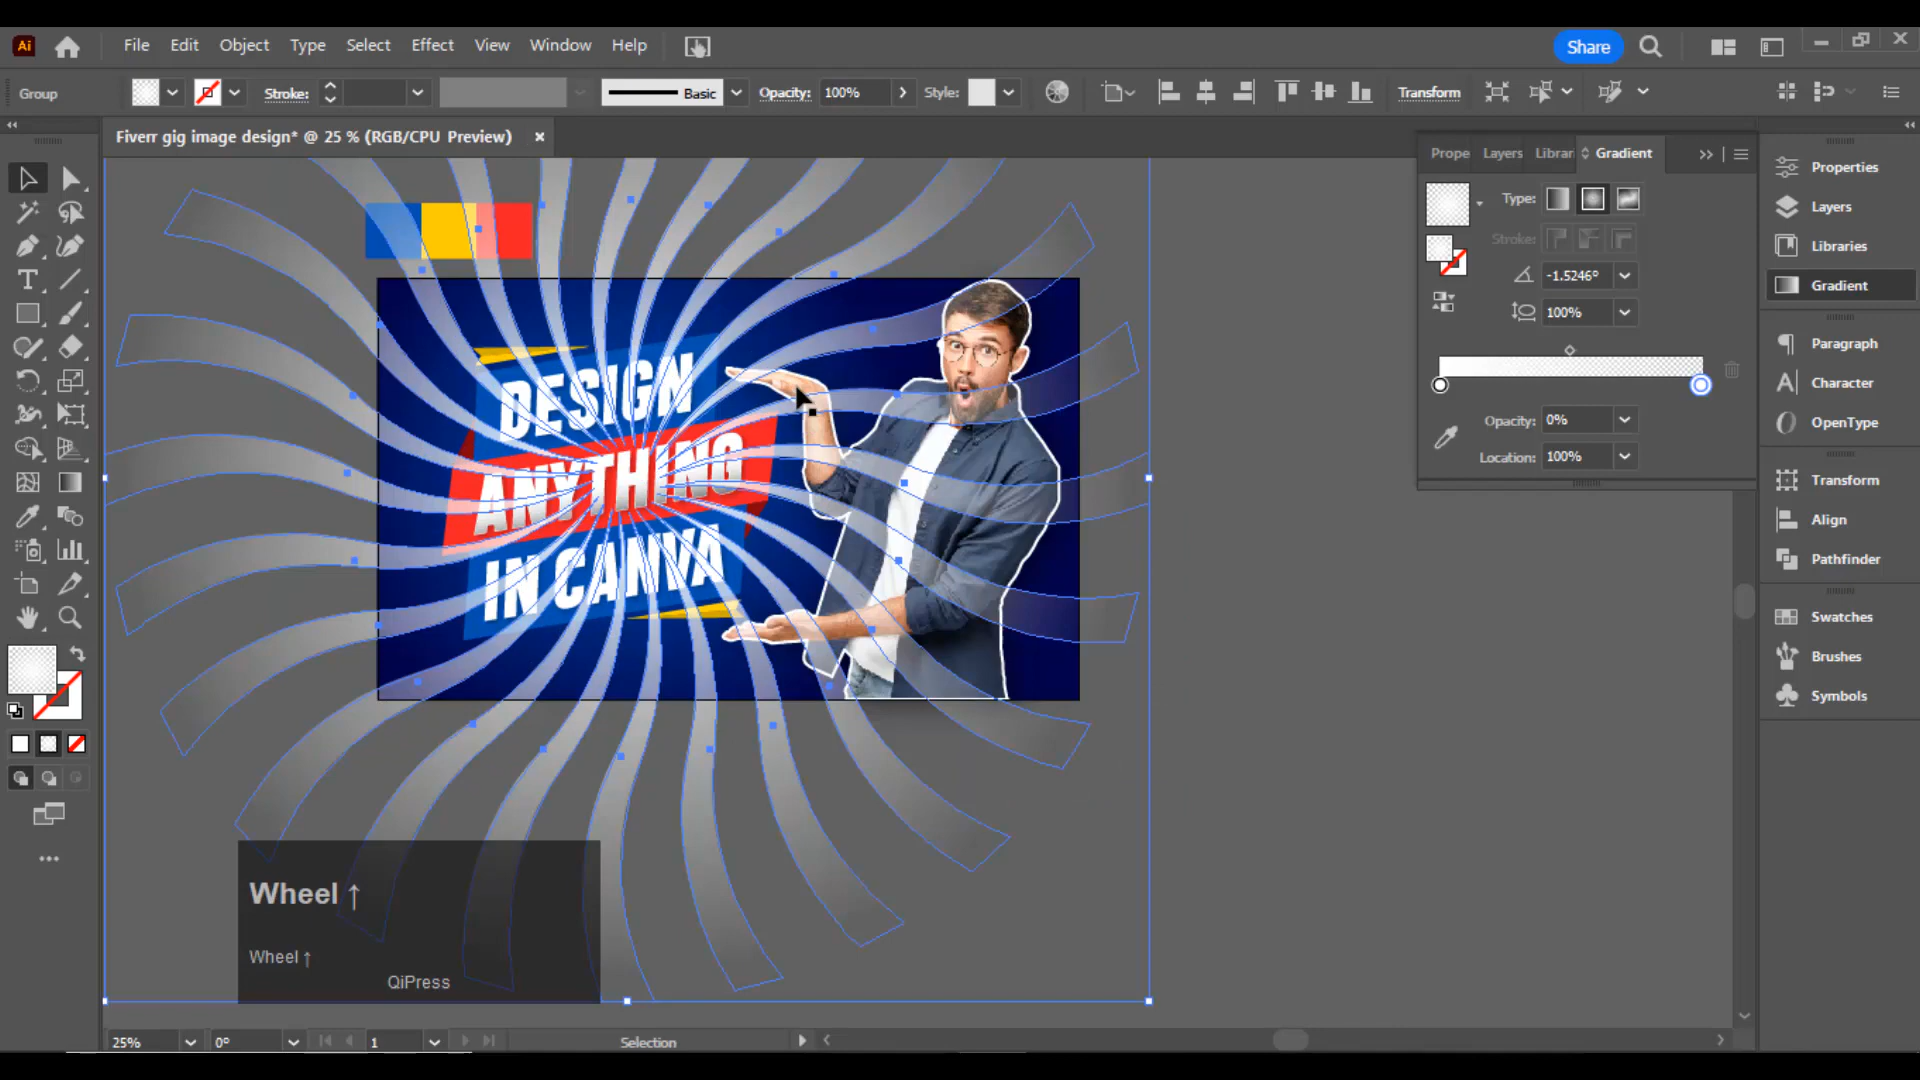 Ai File Edit Object Type Select Effect View Window Help Share
Group Stroke: Basic Opacity: 100% Style: Transform
Fiverr gig image design* @ 25 % (RGB/CPU Preview) ×
Prope Layers Librar Gradient
Type:
Stroke:
-1.5246°
100%
Opacity: 0%
Location: 100%
Properties
Layers
Libraries
Gradient
Paragraph
Character
OpenType
Transform
Align
Pathfinder
Swatches
Brushes
Symbols
DESIGN
ANYTHING
IN CANVA
Wheel ↑
Wheel ↑
QiPress
25% 0° 1 Selection